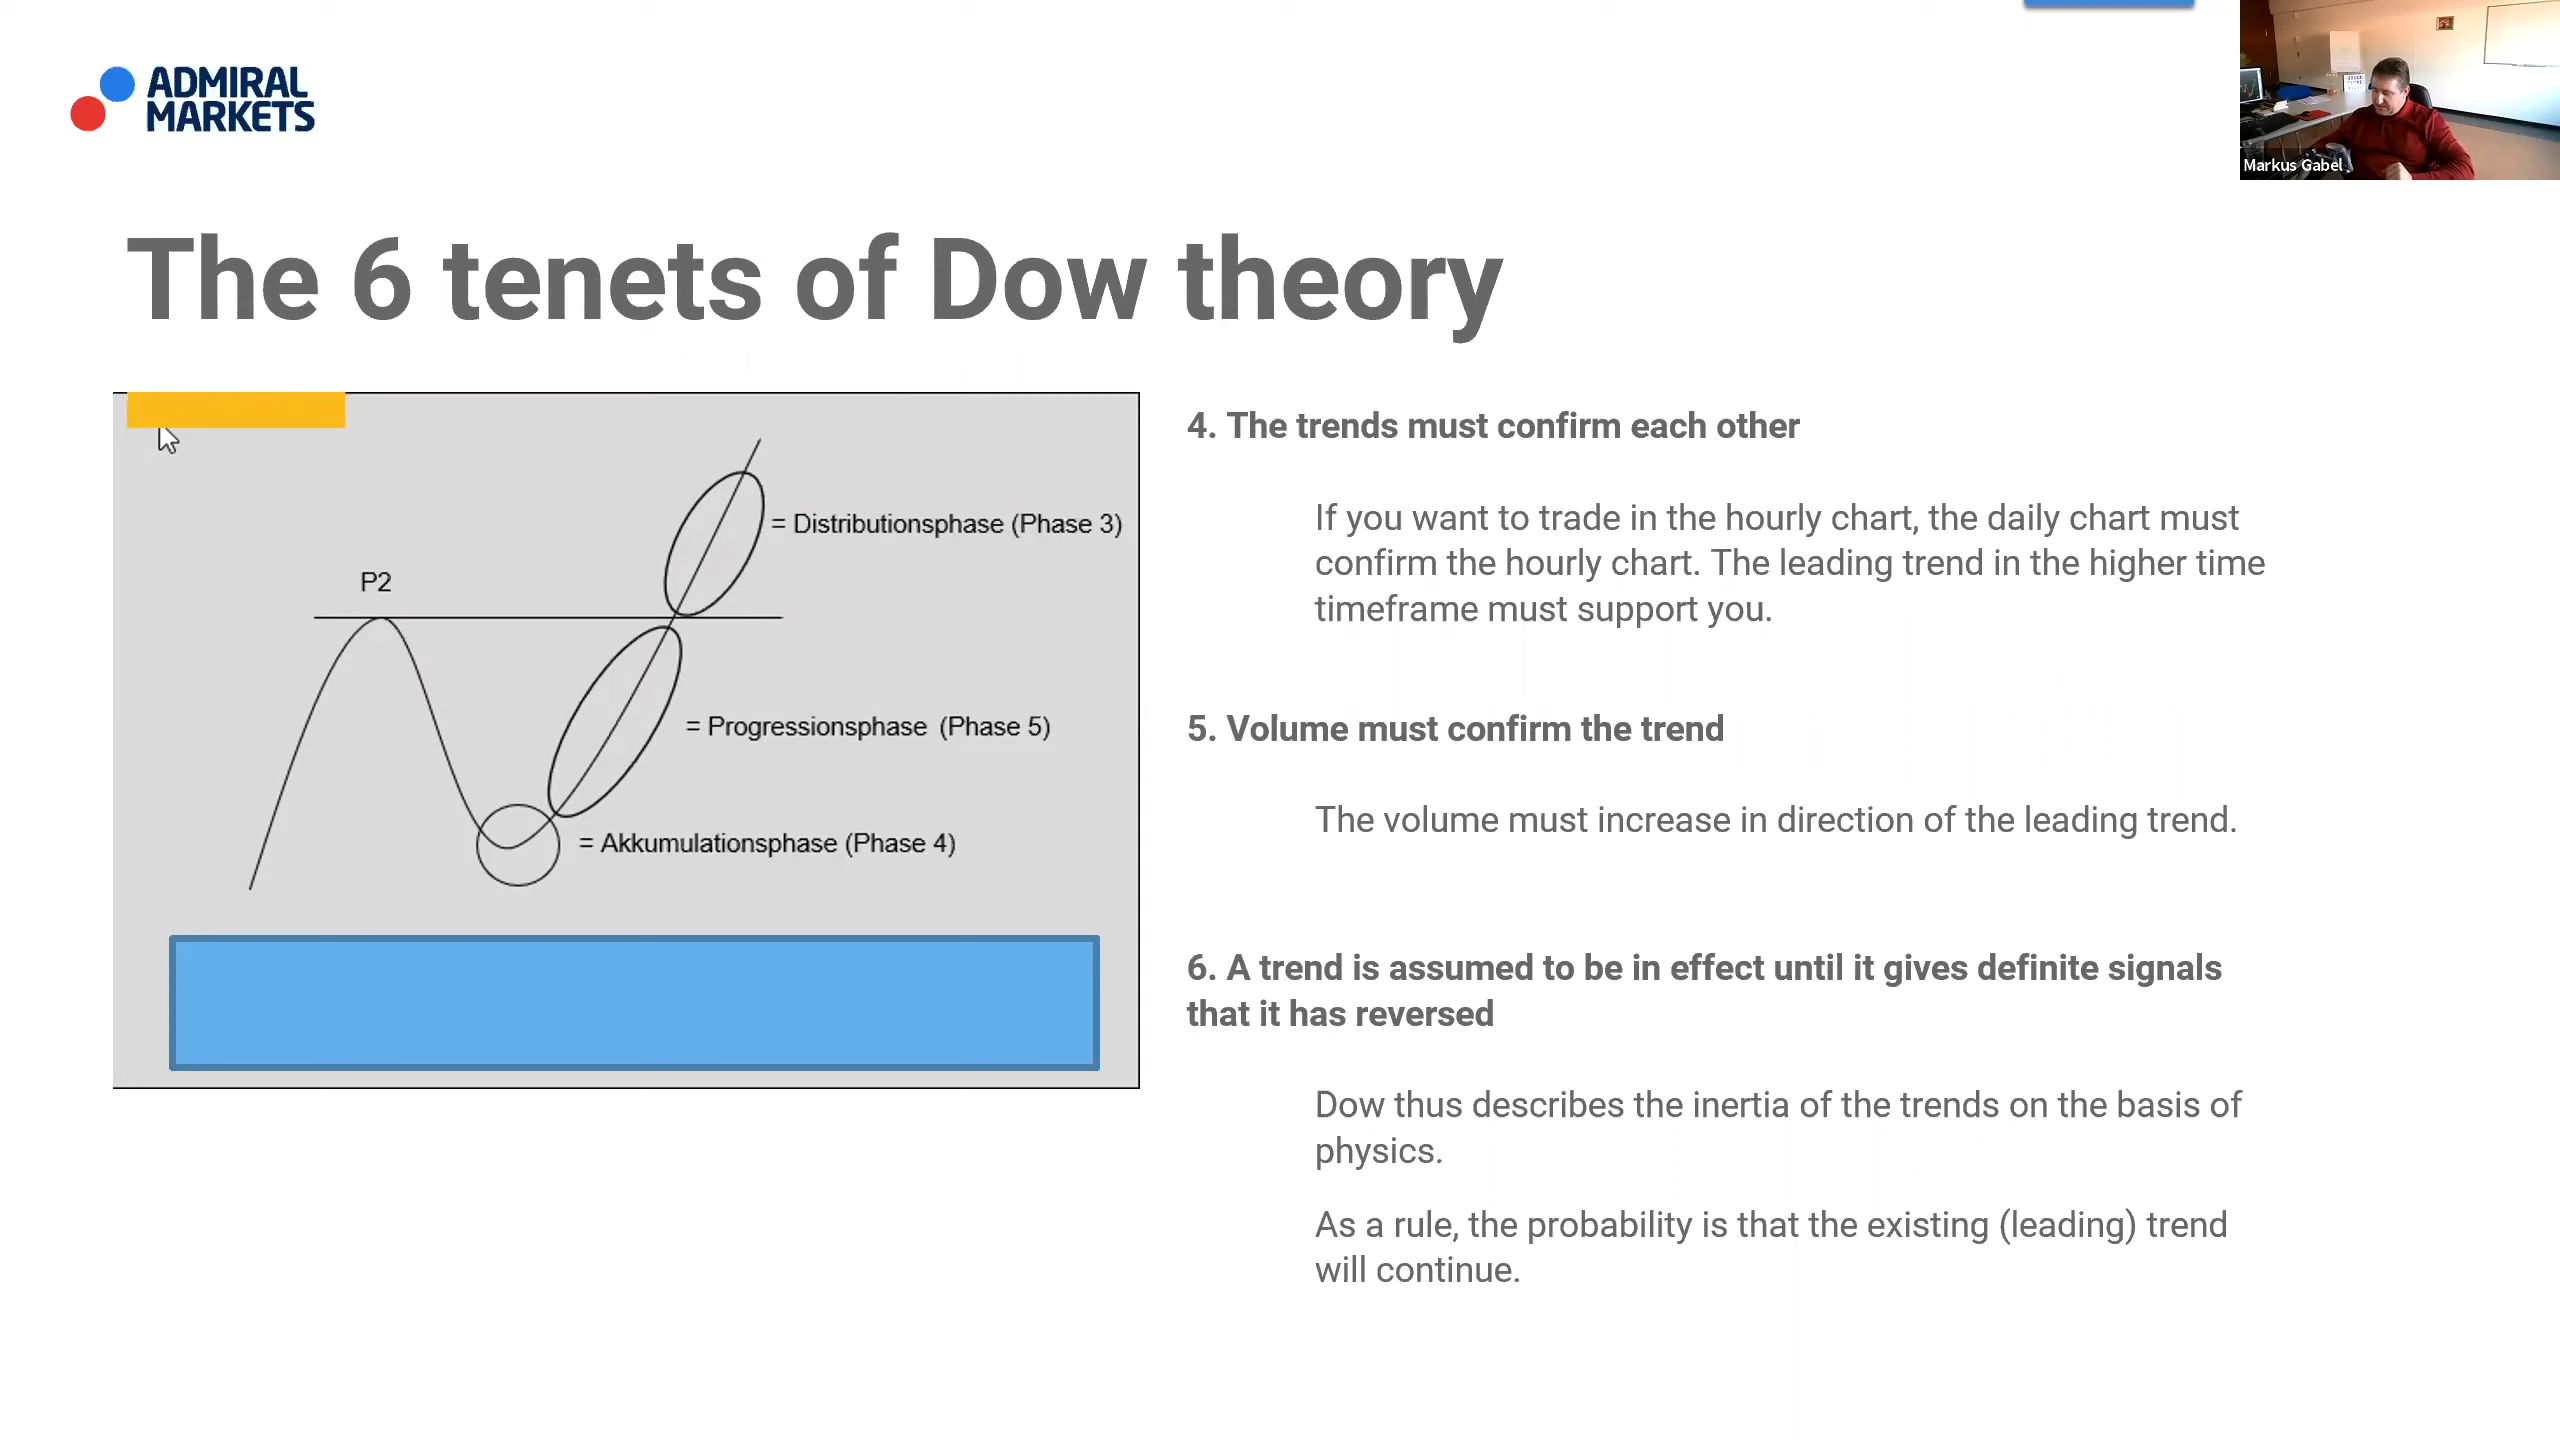 ADMIRAL
MARKETS
Markus Gabel
The 6 tenets of Dow theory
= Distributionsphase (Phase 3)
P2
= Progressionsphase (Phase 5)
= Akkumulationsphase (Phase 4)
4. The trends must confirm each other
If you want to trade in the hourly chart, the daily chart must
confirm the hourly chart. The leading trend in the higher time
timeframe must support you.
5. Volume must confirm the trend
The volume must increase in direction of the leading trend.
6. A trend is assumed to be in effect until it gives definite signals
that it has reversed
Dow thus describes the inertia of the trends on the basis of
physics.
As a rule, the probability is that the existing (leading) trend
will continue.